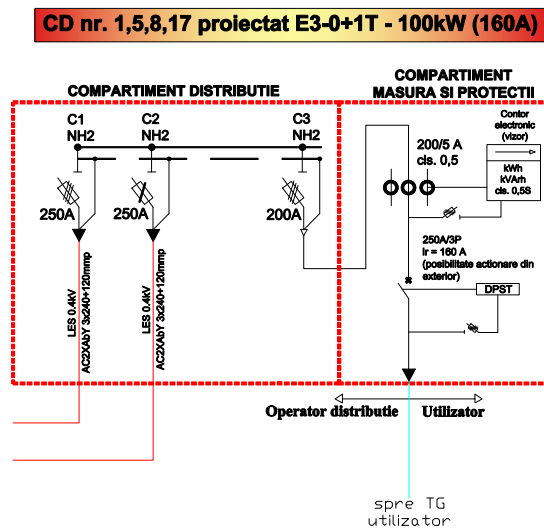 CD nr. 1,5,8,17 proiectat E3-0+1T - 100kW (160A)
COMPARTIMENT DISTRIBUTIE
COMPARTIMENT
MASURA SI PROTECTII
C1
NH2
C2
NH2
C3
NH2
250A
250A
200A
LES 0.4kV
AC2XAbY 3x240+120mmp
LES 0.4kV
AC2XAbY 3x240+120mmp
200/5 A
cls. 0,5
Contor
electronic
(vizor)
kWh
kVArh
cls. 0,5S
250A/3P
Ir = 160 A
(posibilitate actionare din
exterior)
DPST
Operator distributie
Utilizator
spre TG
utilizator